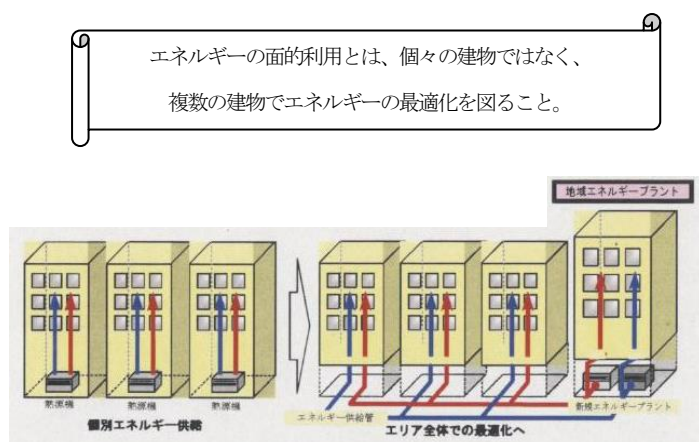 エネルギーの面的利用とは、個々の建物ではなく、
複数の建物でエネルギーの最適化を図ること。
地域エネルギープラント
熱源機
熱源機
熱源機
個別エネルギー供給
エネルギー供給管
新規エネルギープラント
エリア全体での最適化へ